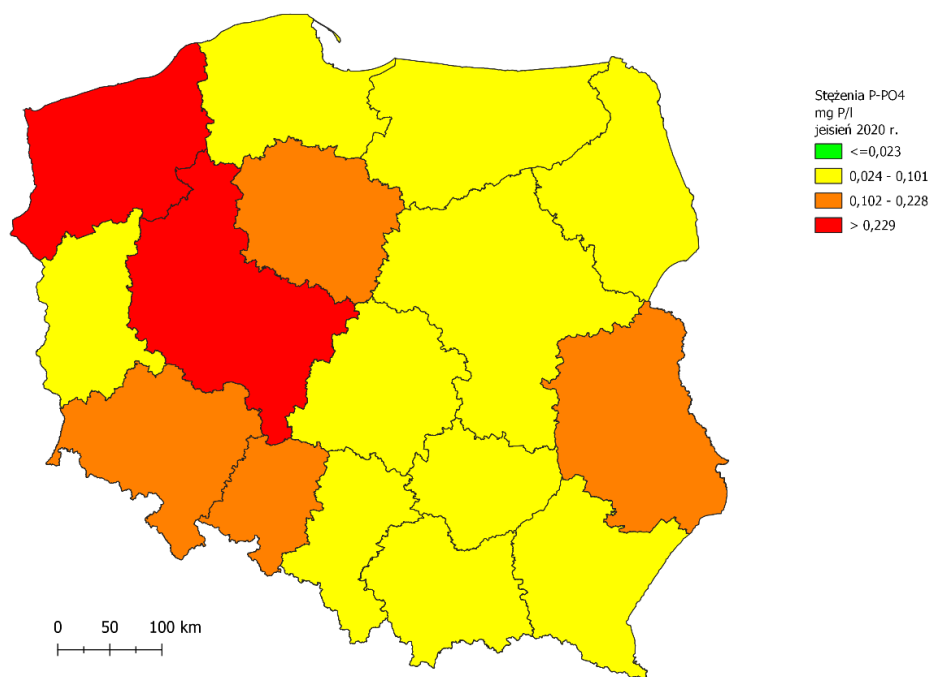 Stężenia P-PO4
mg P/l
jeisień 2020 r.
<=0,023
0,024 - 0,101
0,102 - 0,228
> 0,229
0 50 100 km